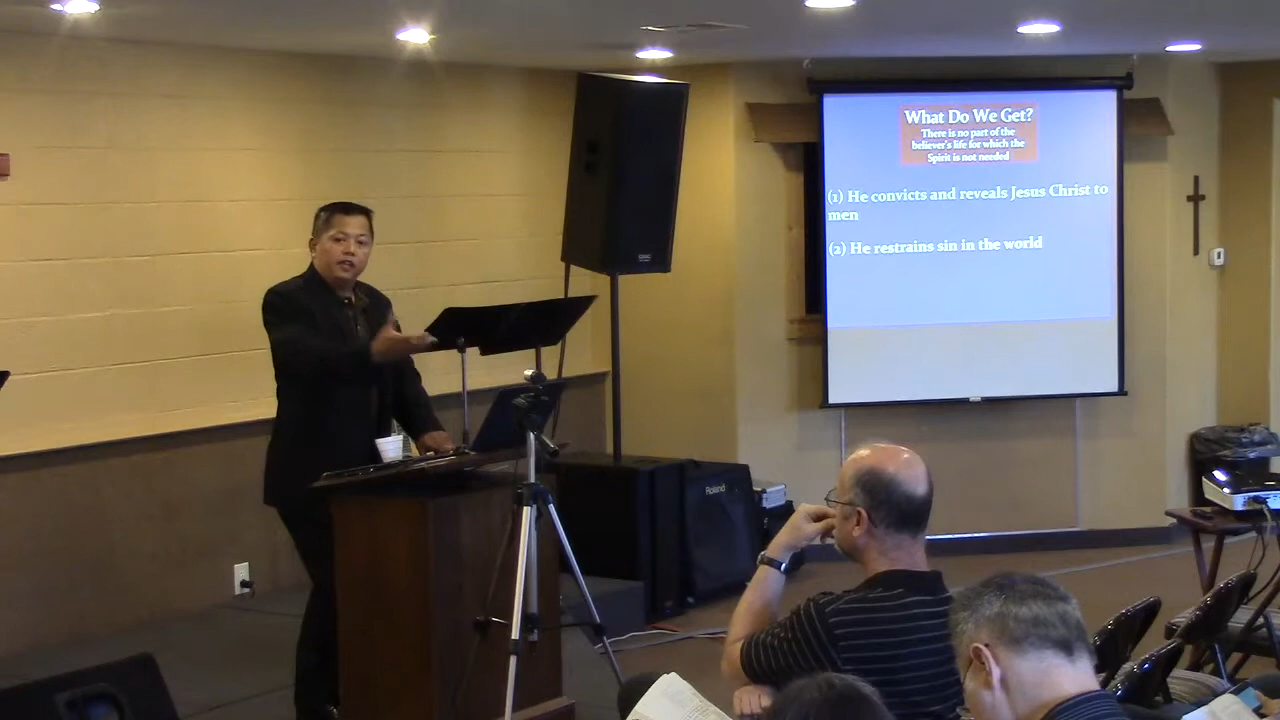 What Do We Get?
There is no part of the
believer's life for which the
Spirit is not needed
(1) He convicts and reveals Jesus Christ to
men
(2) He restrains sin in the world
Roland